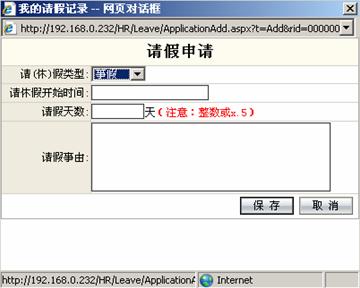 我的请假记录 -- 网页对话框
http://192.168.0.232/HR/Leave/ApplicationAdd.aspx?t=Add&rid=000000
请假申请
请(休)假类型: 事假
请休假开始时间:
请假天数: 天(注意：整数或x.5)
请假事由:
保 存 取 消
http://192.168.0.232/HR/Leave/ApplicationA Internet